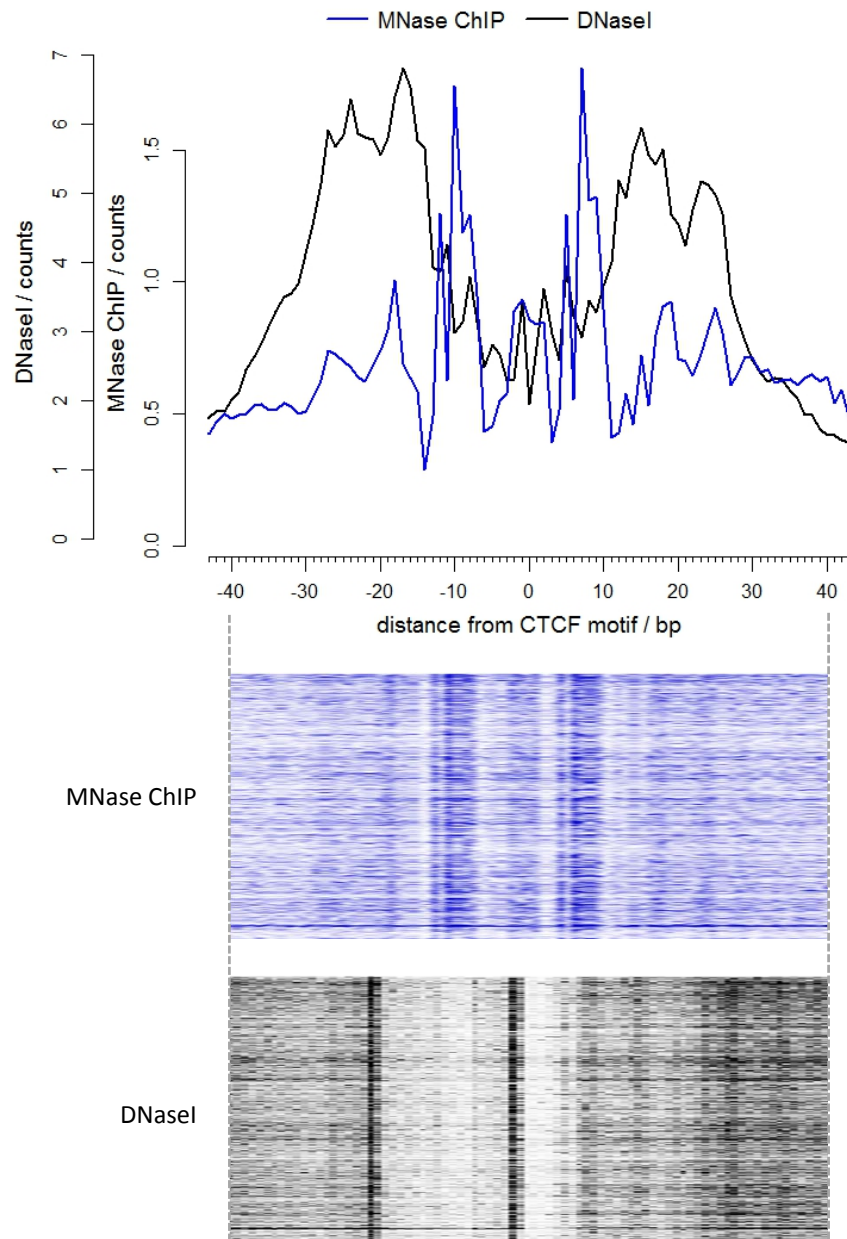 MNase ChIP DNaseI
DNaseI / counts
0 1 2 3 4 5 6 7
MNase ChIP / counts
0.0 0.5 1.0 1.5
-40 -30 -20 -10 0 10 20 30 40
distance from CTCF motif / bp
MNase ChIP
DNaseI